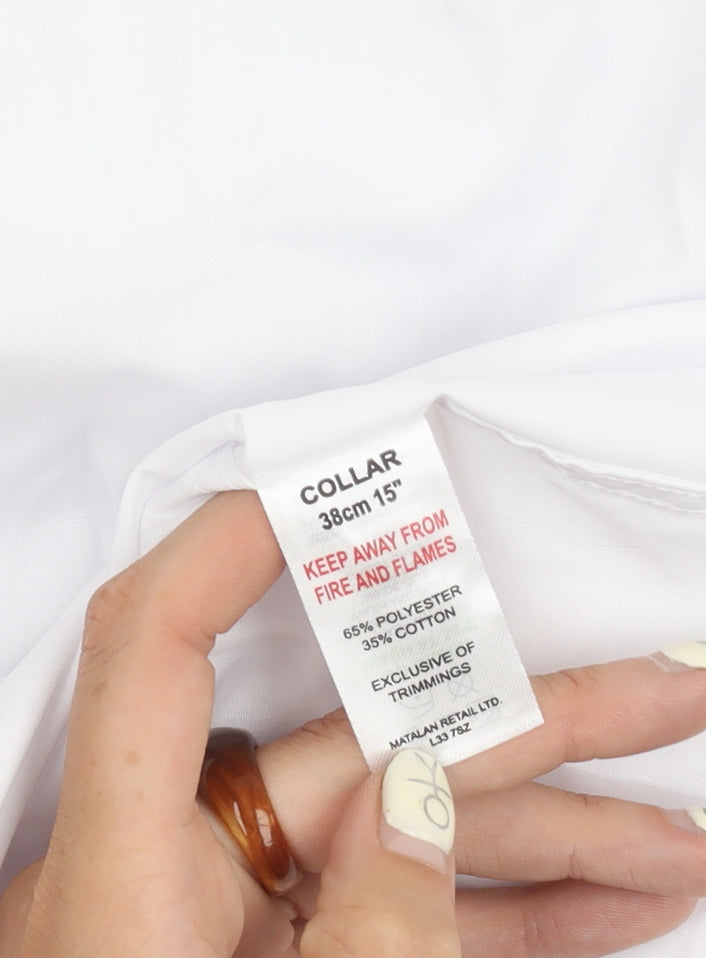 COLLAR
38cm 15"
KEEP AWAY FROM
FIRE AND FLAMES
65% POLYESTER
35% COTTON
EXCLUSIVE OF
TRIMMINGS
MATALAN RETAIL LTD.
L33 7SZ